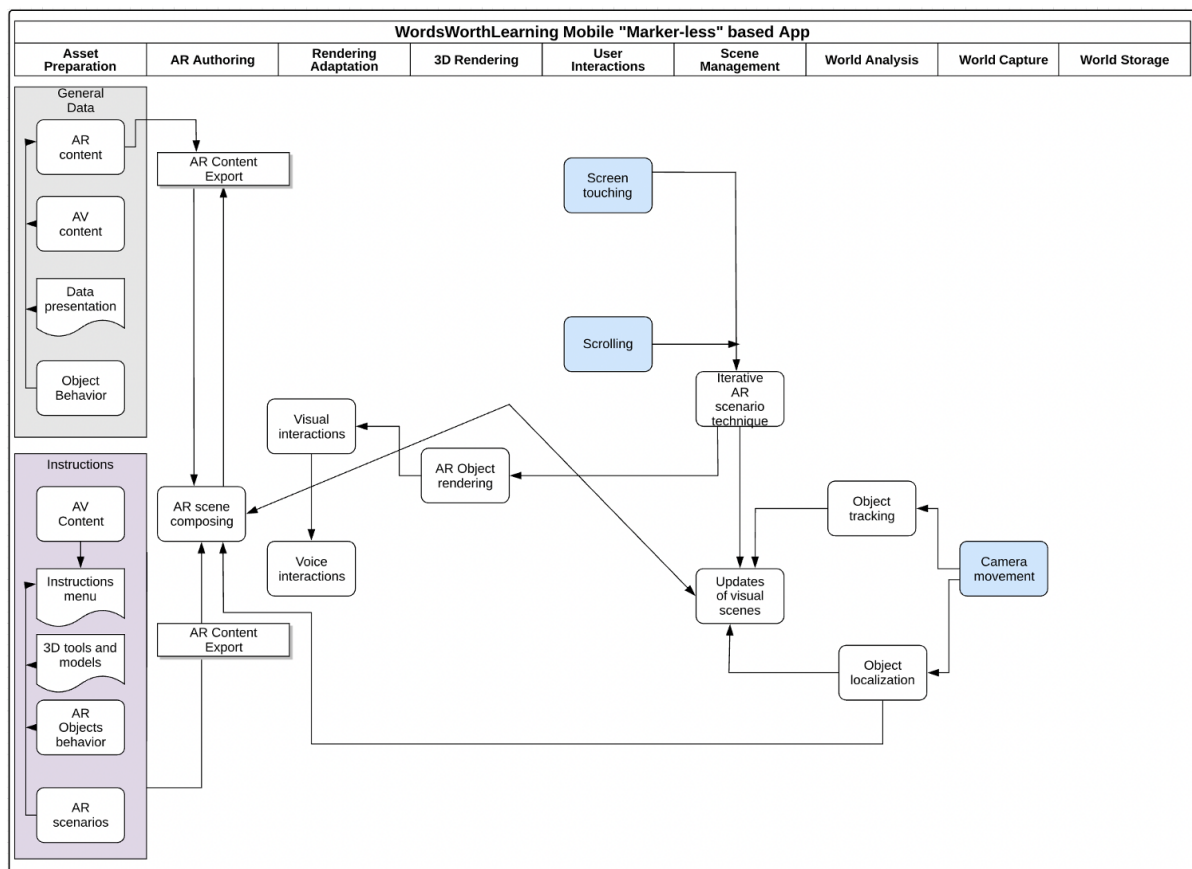 WordsWorthLearning Mobile "Marker-less" based App
Asset
Preparation
AR Authoring
Rendering
Adaptation
3D Rendering
User
Interactions
Scene
Management
World Analysis
World Capture
World Storage
General
Data
AR
content
AV
content
Data
presentation
Object
Behavior
Instructions
AV
Content
Instructions
menu
3D tools and
models
AR
Objects
behavior
AR
scenarios
AR Content
Export
AR scene
composing
AR Content
Export
Visual
interactions
Voice
interactions
AR Object
rendering
Screen
touching
Scrolling
Iterative
AR
scenario
technique
Updates
of visual
scenes
Object
tracking
Object
localization
Camera
movement